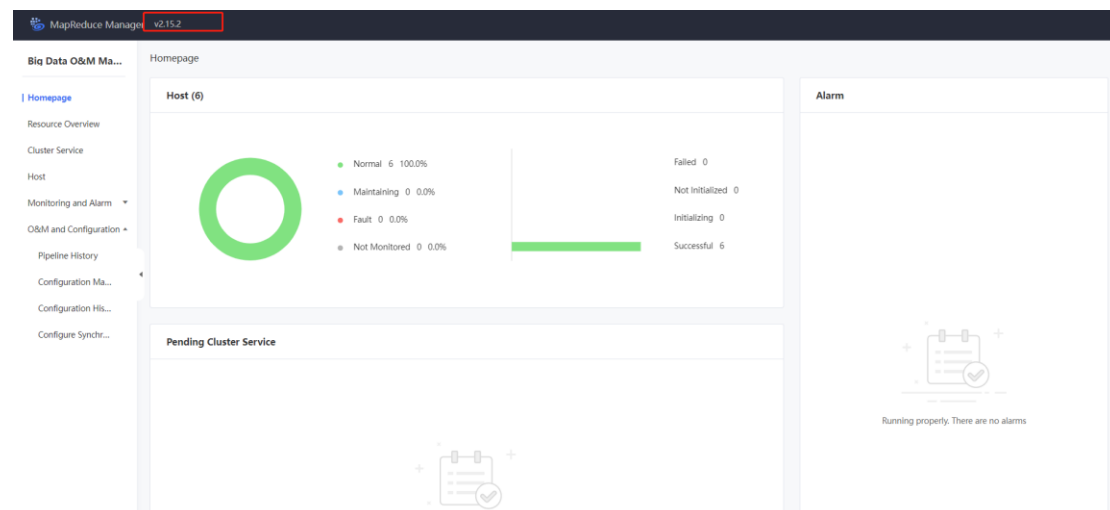 MapReduce Manager v2.15.2
Big Data O&M Ma...
Homepage
Resource Overview
Cluster Service
Host
Monitoring and Alarm
O&M and Configuration
Pipeline History
Configuration Ma...
Configuration His...
Configure Synchr...
Homepage
Host (6)
Normal 6 100.0%
Maintaining 0 0.0%
Fault 0 0.0%
Not Monitored 0 0.0%
Failed 0
Not Initialized 0
Initializing 0
Successful 6
Pending Cluster Service
Alarm
Running properly. There are no alarms